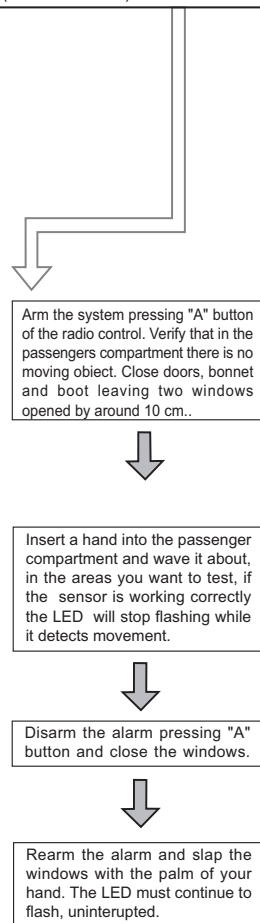 Arm the system pressing "A" button
of the radio control. Verify that in the
passengers compartment there is no
moving object. Close doors, bonnet
and boot leaving two windows
opened by around 10 cm..
Insert a hand into the passenger
compartment and wave it about,
in the areas you want to test, if
the sensor is working correctly
the LED will stop flashing while
it detects movement.
Disarm the alarm pressing "A"
button and close the windows.
Rearm the alarm and slap the
windows with the palm of your
hand. The LED must continue to
flash, uninterupted.